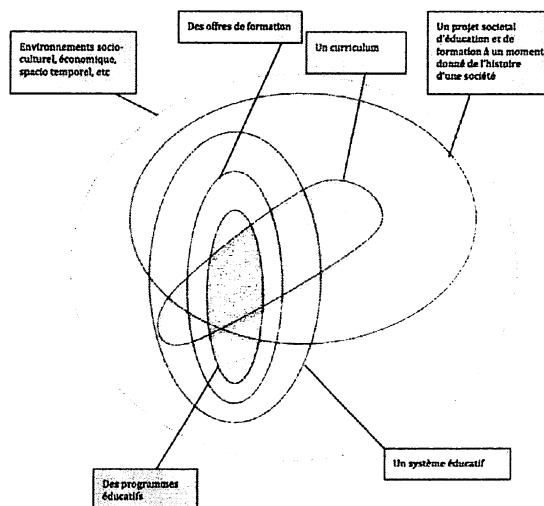 Environnements socio-
culturel, économique,
spacio temporel, etc
Des offres de formation
Un curriculum
Un projet societal
d'éducation et de
formation à un moment
donné de l'histoire
d'une société
Un système éducatif
Des programmes
éducatifs